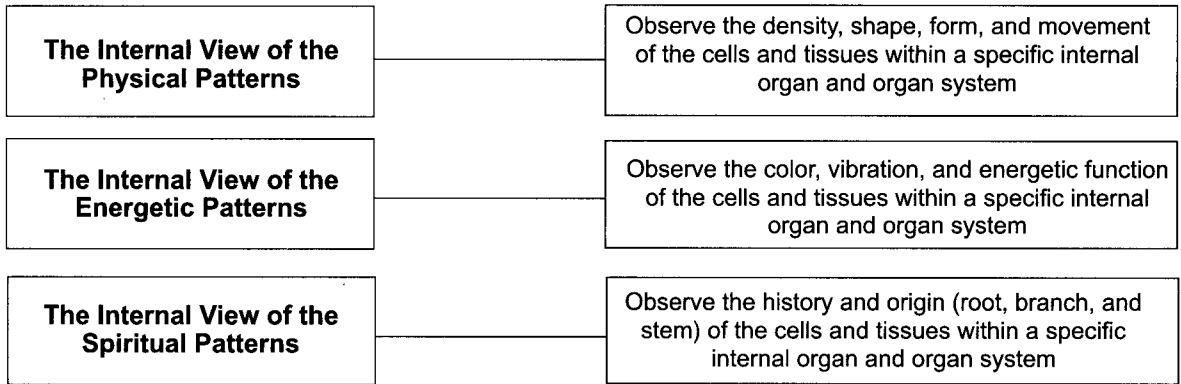 The Internal View of the
Physical Patterns
Observe the density, shape, form, and movement
of the cells and tissues within a specific internal
organ and organ system
The Internal View of the
Energetic Patterns
Observe the color, vibration, and energetic function
of the cells and tissues within a specific internal
organ and organ system
The Internal View of the
Spiritual Patterns
Observe the history and origin (root, branch, and
stem) of the cells and tissues within a specific
internal organ and organ system